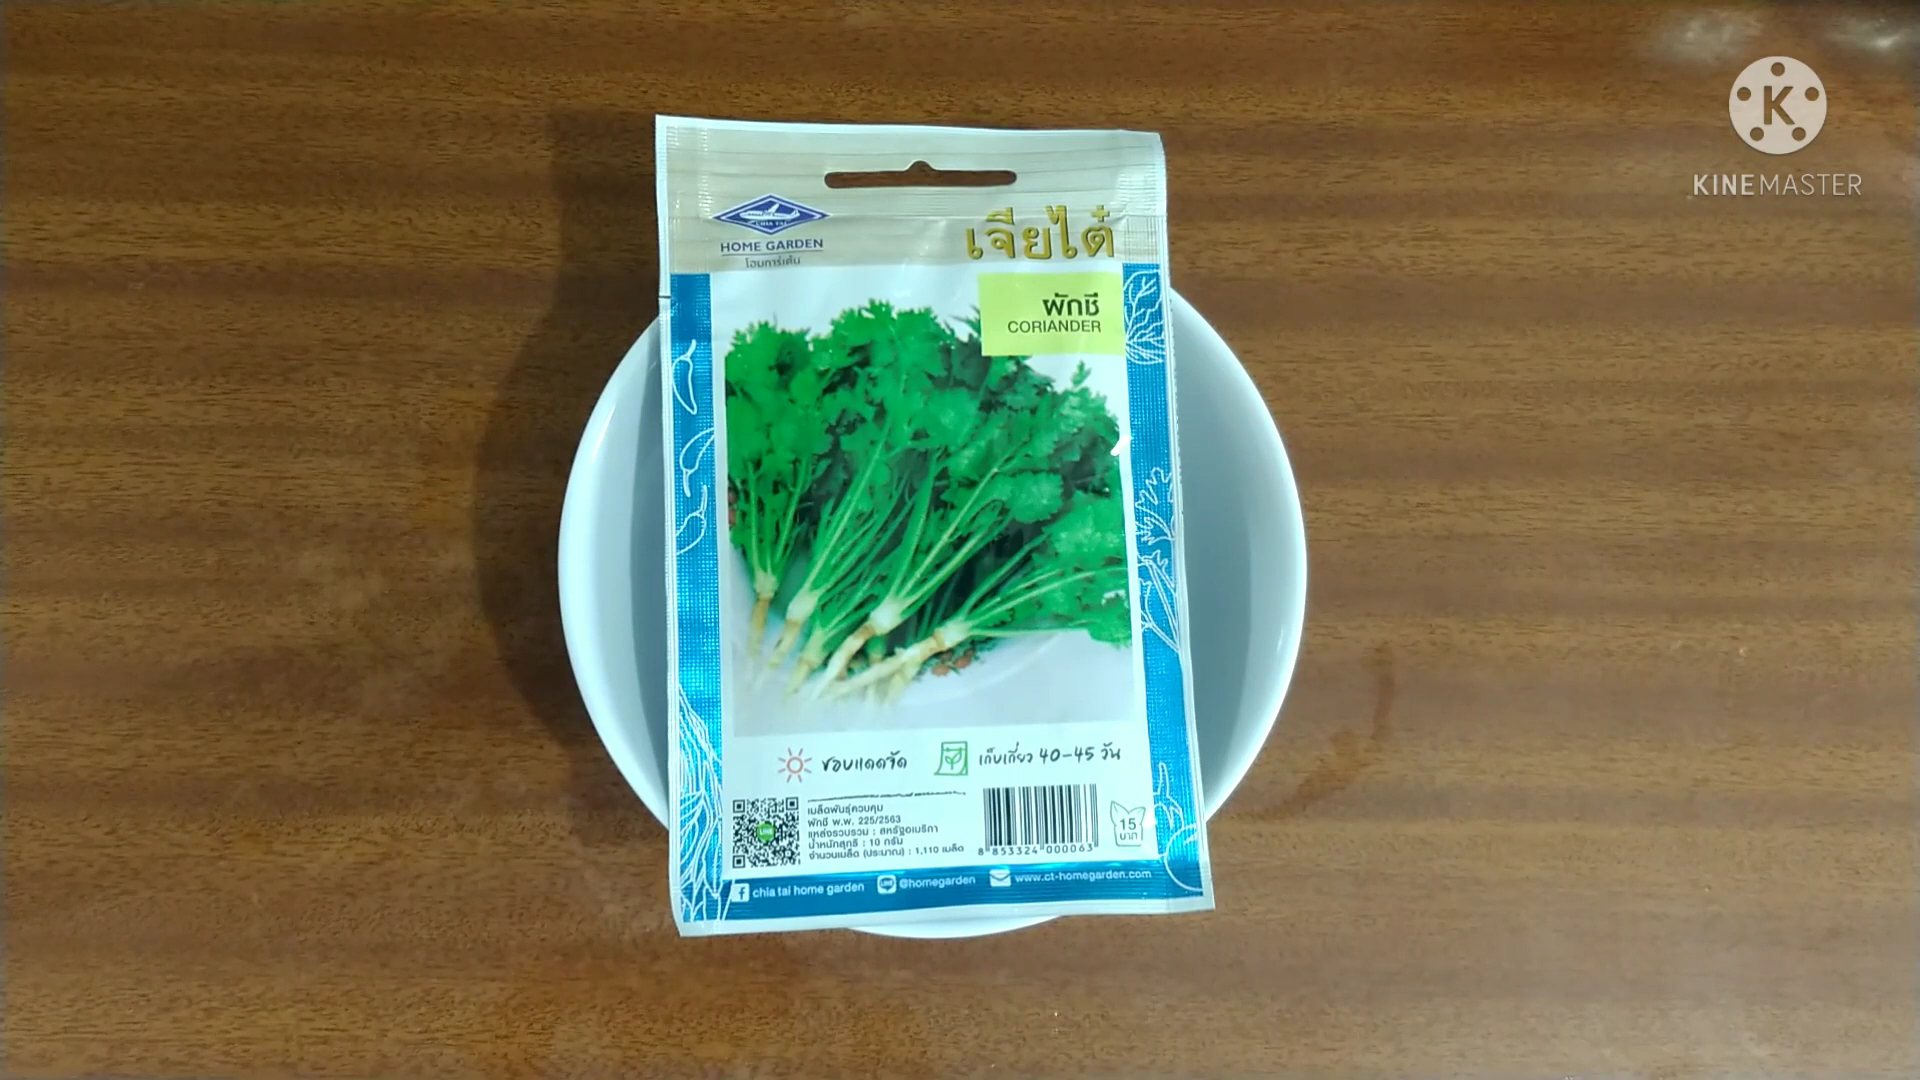 K
KINEMASTER
CHIA TAI
HOME GARDEN
โฮมการ์เด้น
เจียไต๋
ผักชี
CORIANDER
ชอบแดดจัด
เก็บเกี่ยว 40-45 วัน
เมล็ดพันธุ์ควบคุม
ผักชี พ.พ. 225/2563
แหล่งรวบรวม : สหรัฐอเมริกา
น้ำหนักสุทธิ : 10 กรัม
จำนวนเมล็ด (ประมาณ) : 1,110 เมล็ด
LINE
8 853324 000063
15
บาท
f chia tai home garden
LINE @homegarden
www.ct-homegarden.com